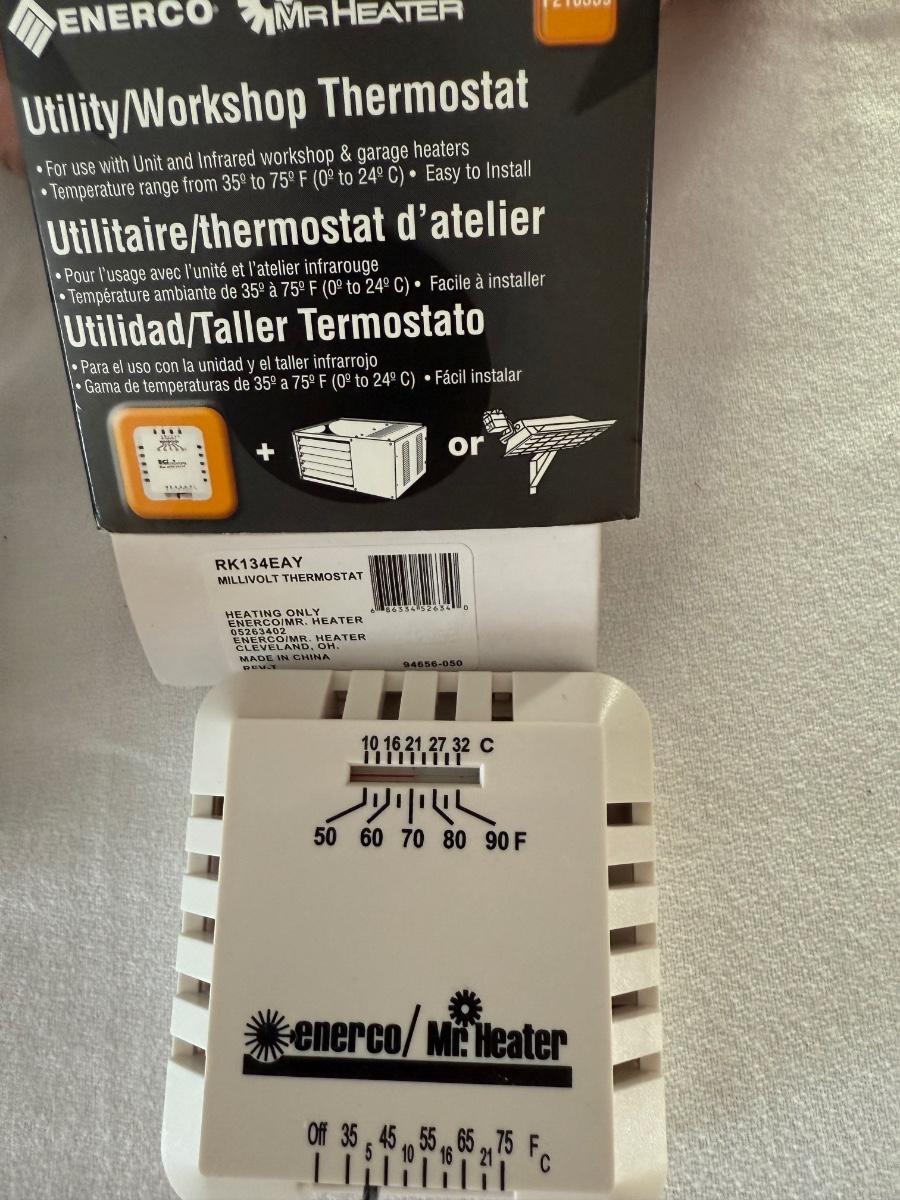 ENERCO® MR HEATER
Utility/Workshop Thermostat
• For use with Unit and Infrared workshop & garage heaters
• Temperature range from 35º to 75º F (0º to 24º C) • Easy to Install
Utilitaire/thermostat d'atelier
• Pour l'usage avec l'unité et l'atelier infrarouge
• Température ambiante de 35º à 75º F (0º to 24º C) • Facile à installer
Utilidad/Taller Termostato
• Para el uso con la unidad y el taller infrarrojo
• Gama de temperaturas de 35º a 75º F (0º to 24º C) • Fácil instalar
+ or
RK134EAY
MILLIVOLT THERMOSTAT
6 86334 52634 0
HEATING ONLY
ENERCO/MR. HEATER
05263402
ENERCO/MR. HEATER
CLEVELAND, OH.
MADE IN CHINA
REV-T 94656-050
10 16 21 27 32 C
50 60 70 80 90 F
enerco/ Mr. Heater
Off 35 45 55 65 75 F
5 10 16 21 C